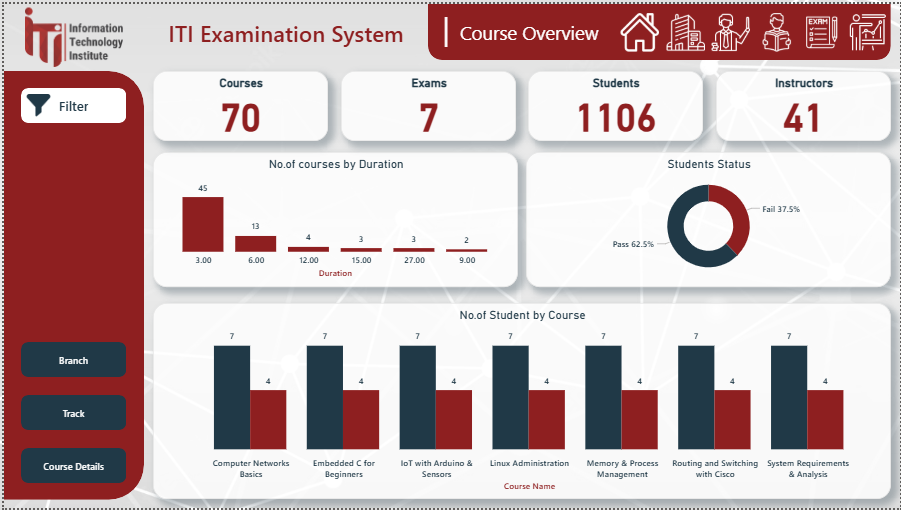 iTi Information
Technology
Institute
ITI Examination System
Course Overview
EXAM
Filter
Courses
70
Exams
7
Students
1106
Instructors
41
No.of courses by Duration
45
13
4
3
3
2
3.00
6.00
12.00
15.00
27.00
9.00
Duration
Students Status
Fail 37.5%
Pass 62.5%
No.of Student by Course
7
4
7
4
7
4
7
4
7
4
7
4
7
4
Computer Networks
Basics
Embedded C for
Beginners
IoT with Arduino &
Sensors
Linux Administration
Memory & Process
Management
Routing and Switching
with Cisco
System Requirements
& Analysis
Course Name
Branch
Track
Course Details